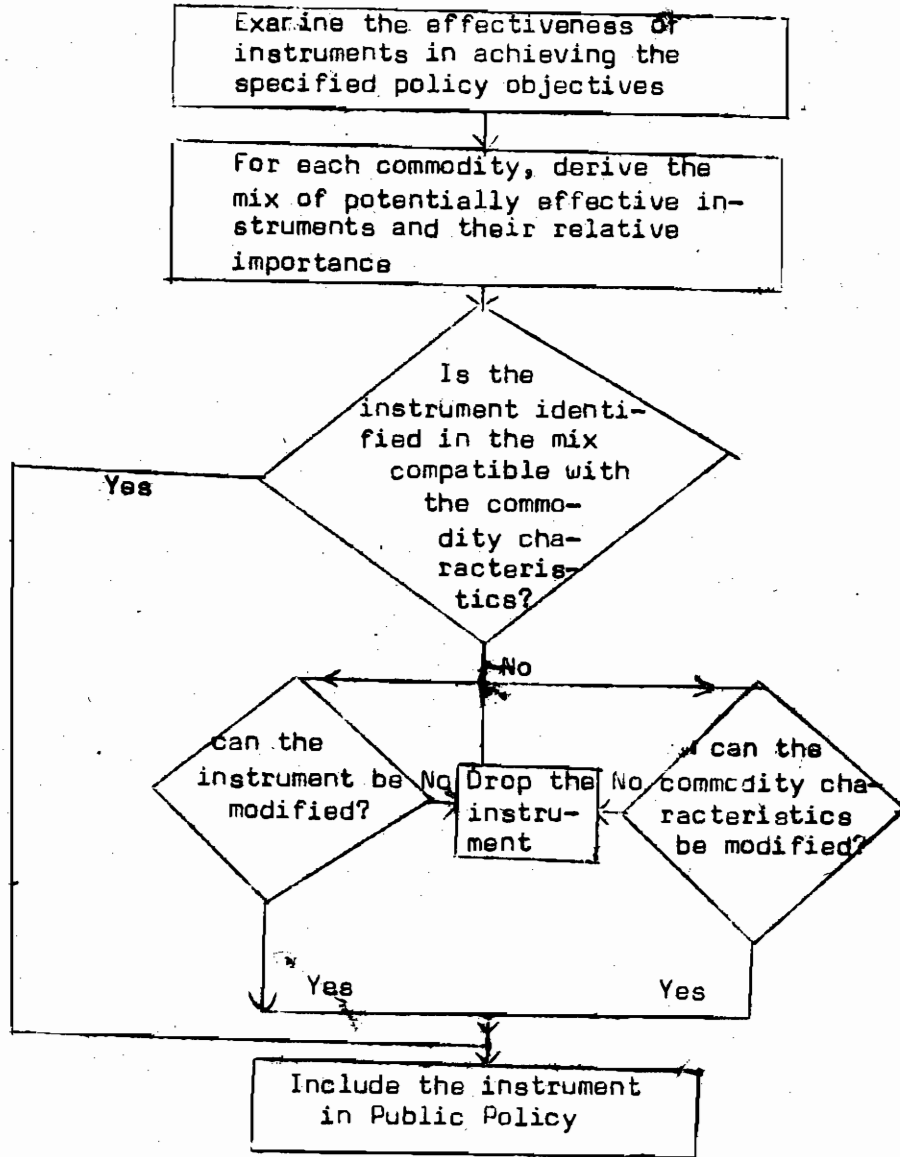 Examine the effectiveness of
instruments in achieving the
specified policy objectives
For each commodity, derive the
mix of potentially effective in-
struments and their relative
importance
Is the
instrument identi-
fied in the mix
compatible with
the commo-
dity cha-
racteris-
tics?
Yes
No
can the
instrument be
modified?
No
Drop the
instru-
ment
No
can the
commodity cha-
racteristics
be modified?
Yes
Yes
Include the instrument
in Public Policy